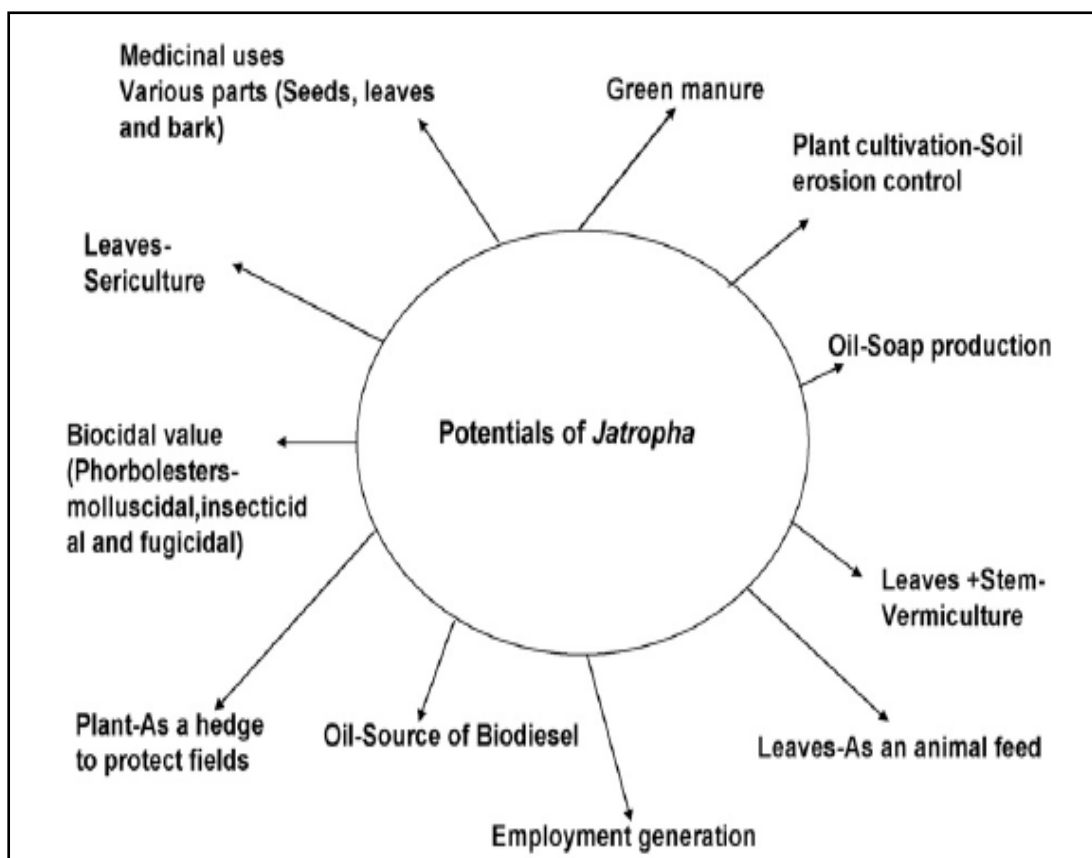 Medicinal uses
Various parts (Seeds, leaves
and bark)
Green manure
Plant cultivation-Soil
erosion control
Leaves-
Sericulture
Oil-Soap production
Potentials of Jatropha
Biocidal value
(Phorbolesters-
molluscidal,insecticid
al and fugicidal)
Leaves +Stem-
Vermiculture
Plant-As a hedge
to protect fields
Oil-Source of Biodiesel
Leaves-As an animal feed
Employment generation